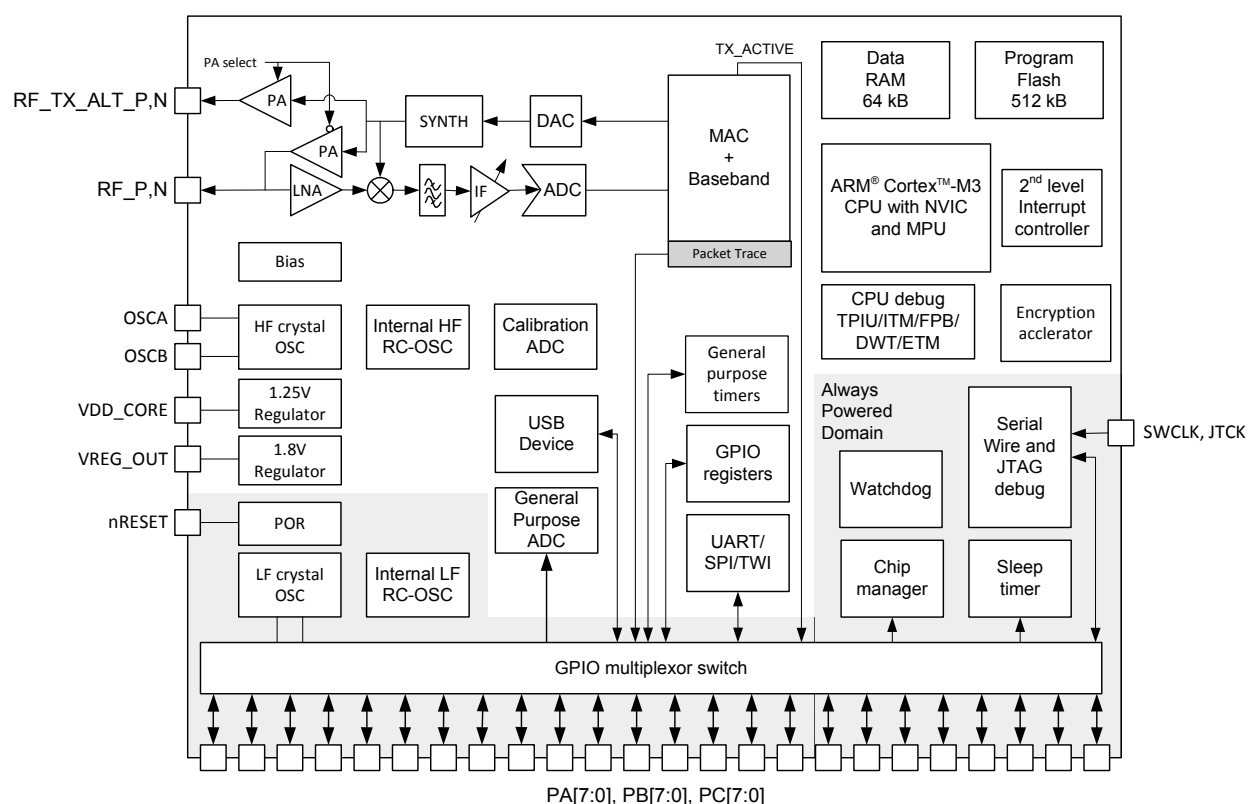 TX_ACTIVE
PA select
RF_TX_ALT_P,N
PA
SYNTH
DAC
MAC
+
Baseband
Data
RAM
64 kB
Program
Flash
512 kB
PA
RF_P,N
LNA
IF
ADC
Packet Trace
ARM® Cortex™-M3
CPU with NVIC
and MPU
2nd level
Interrupt
controller
Bias
OSCA
OSCB
HF crystal
OSC
Internal HF
RC-OSC
Calibration
ADC
General
purpose
timers
CPU debug
TPIU/ITM/FPB/
DWT/ETM
Encryption
acclerator
VDD_CORE
1.25V
Regulator
USB
Device
Always
Powered
Domain
Serial
Wire and
JTAG
debug
SWCLK, JTCK
VREG_OUT
1.8V
Regulator
GPIO
registers
Watchdog
nRESET
POR
General
Purpose
ADC
UART/
SPI/TWI
LF crystal
OSC
Internal LF
RC-OSC
Chip
manager
Sleep
timer
GPIO multiplexor switch
PA[7:0], PB[7:0], PC[7:0]